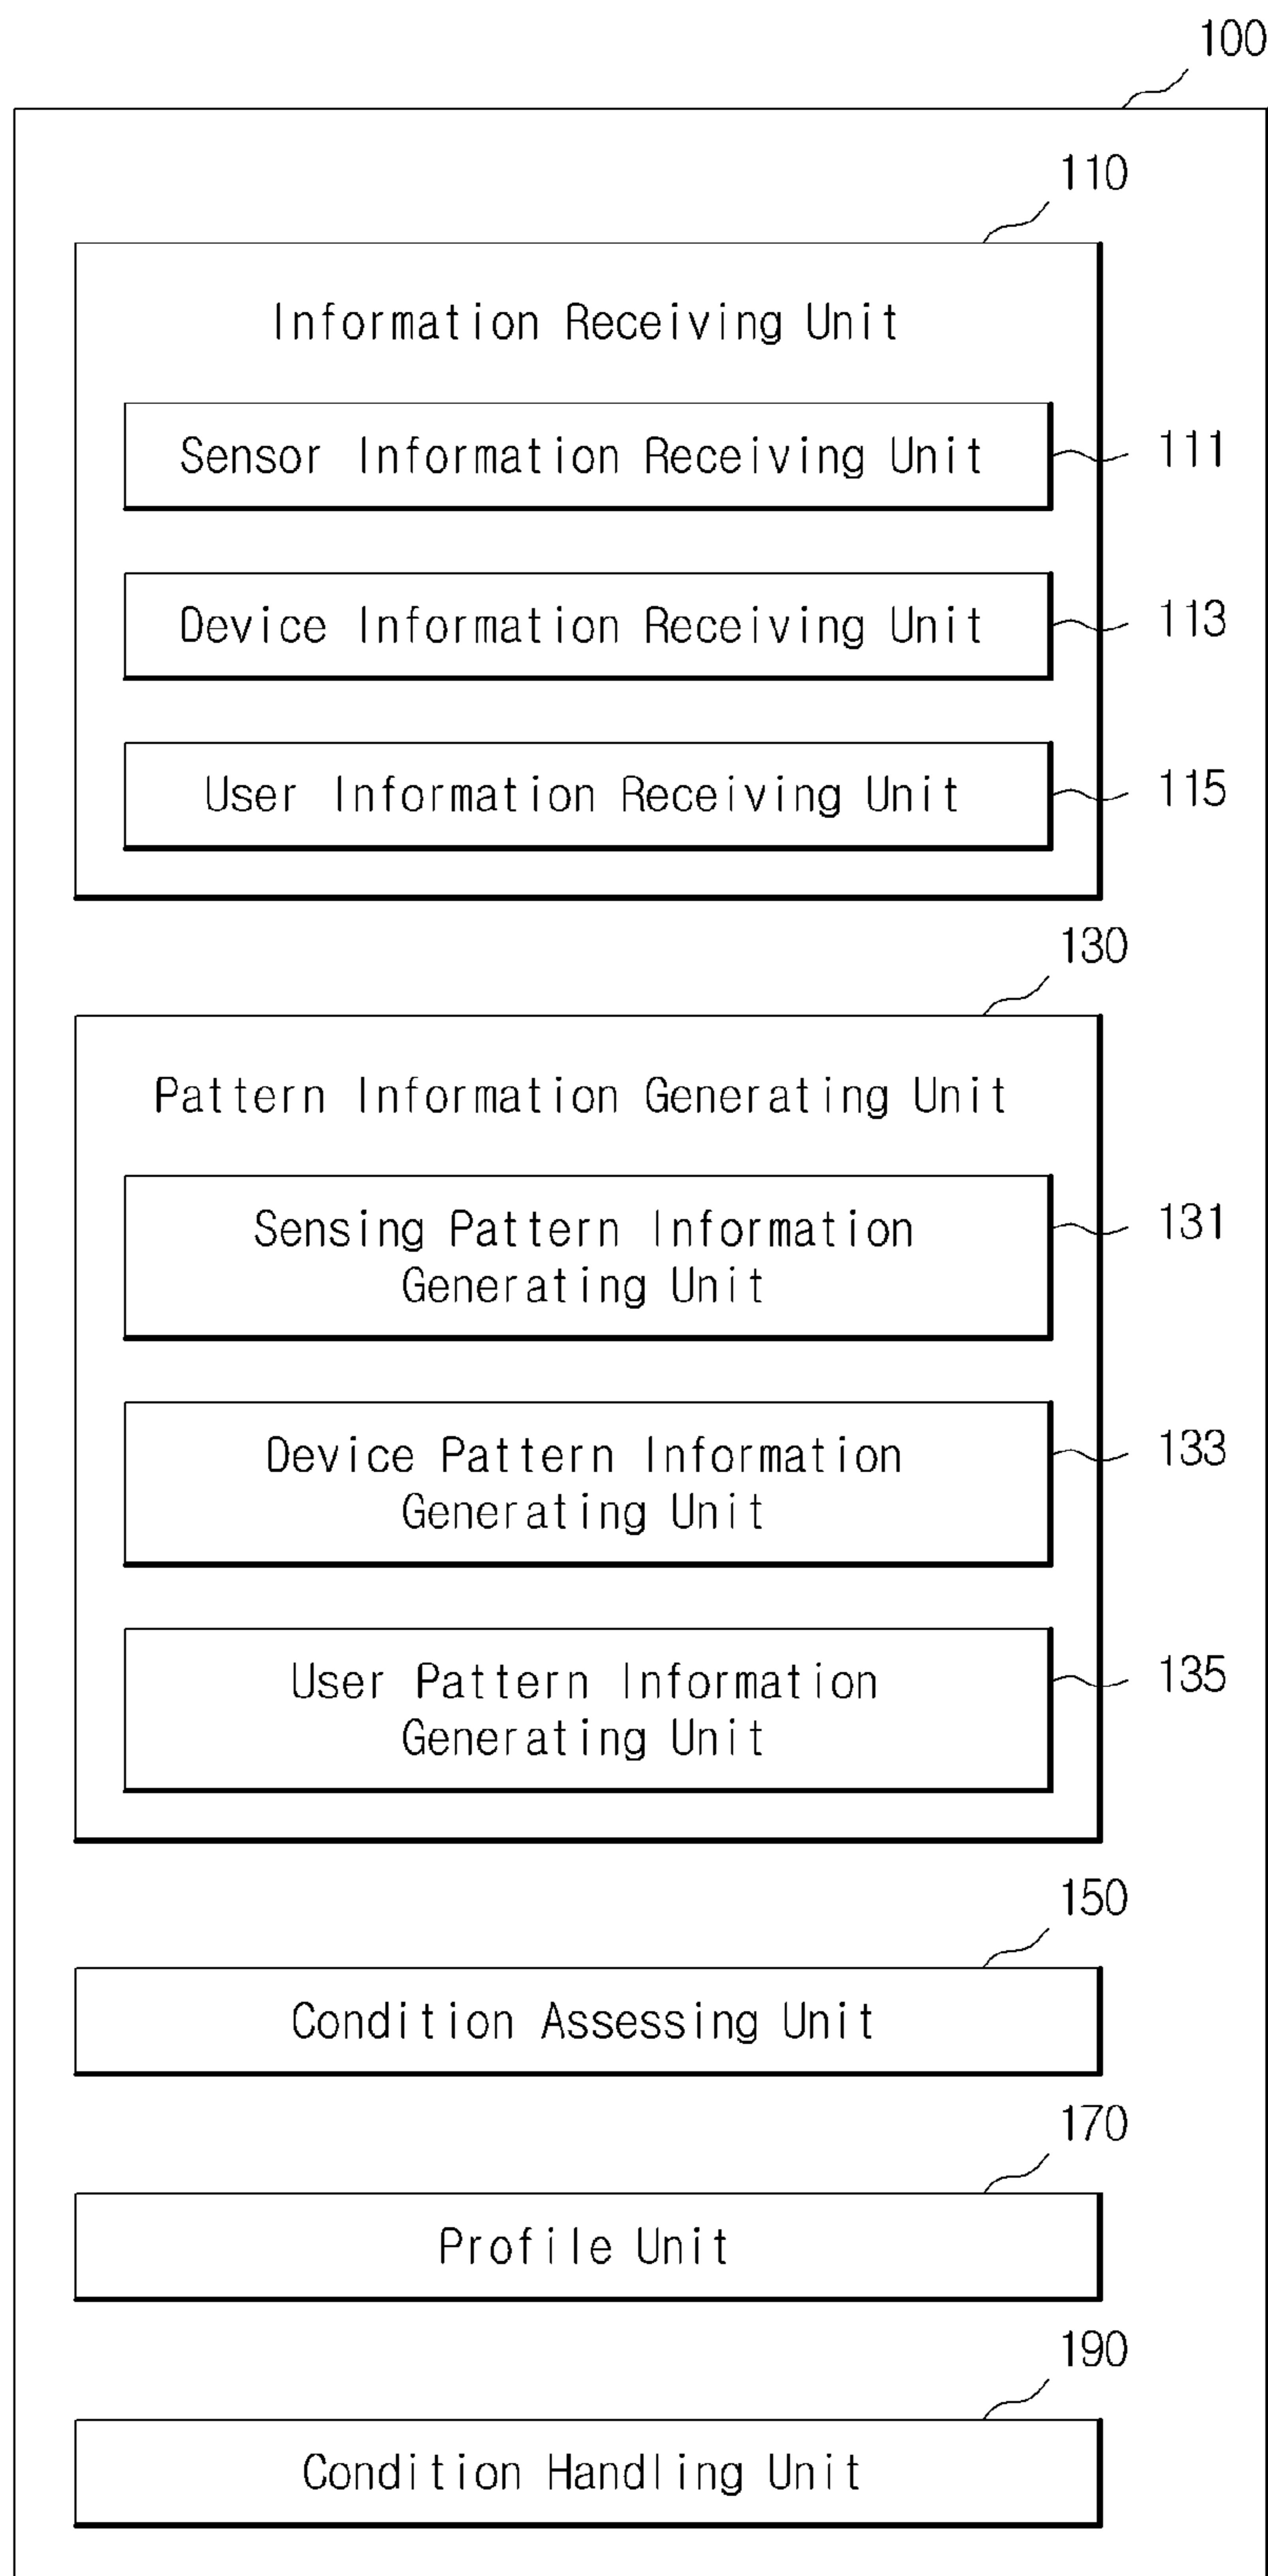 100
110
Information Receiving Unit
Sensor Information Receiving Unit
111
Device Information Receiving Unit
113
User Information Receiving Unit
115
130
Pattern Information Generating Unit
Sensing Pattern Information
Generating Unit
131
Device Pattern Information
Generating Unit
133
User Pattern Information
Generating Unit
135
150
Condition Assessing Unit
170
Profile Unit
190
Condition Handling Unit